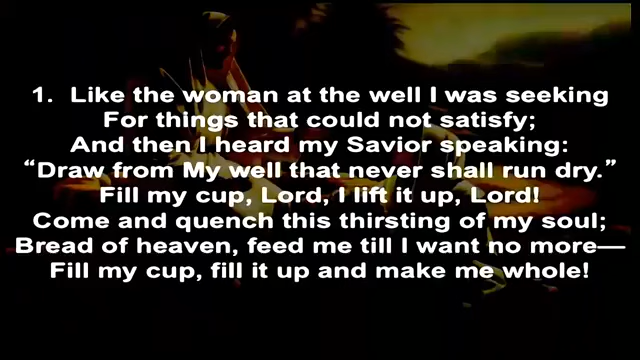 1. Like the woman at the well I was seeking
For things that could not satisfy;
And then I heard my Savior speaking:
“Draw from My well that never shall run dry.”
Fill my cup, Lord, I lift it up, Lord!
Come and quench this thirsting of my soul;
Bread of heaven, feed me till I want no more—
Fill my cup, fill it up and make me whole!